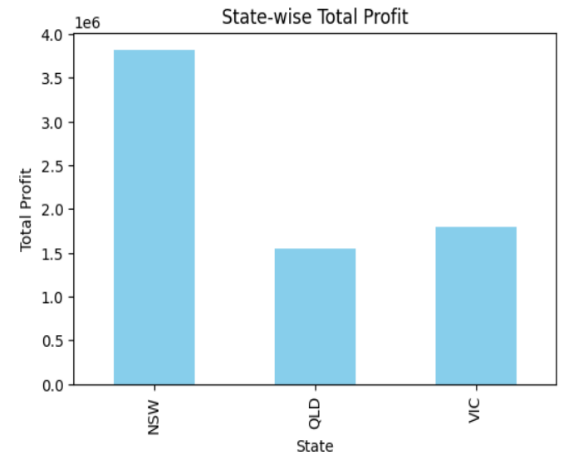 State-wise Total Profit
1e6
4.0
3.5
3.0
2.5
2.0
1.5
1.0
0.5
0.0
Total Profit
NSW
QLD
VIC
State